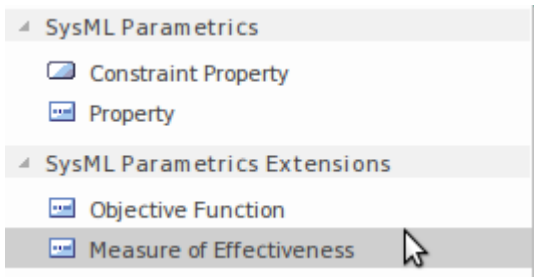 SysML Parametrics
Constraint Property
Property
SysML Parametrics Extensions
Objective Function
Measure of Effectiveness